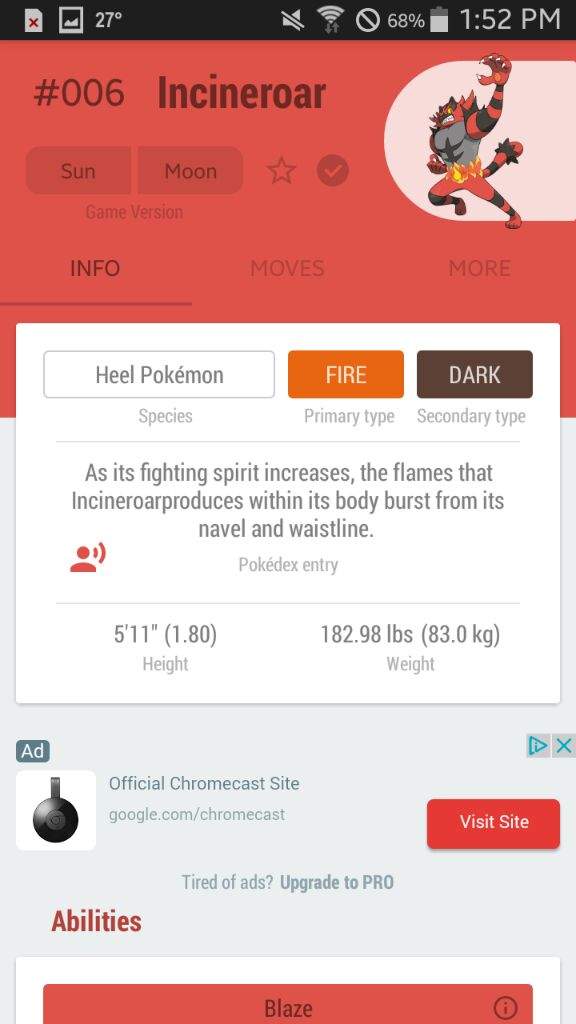 27° 68% 1:52 PM
#006 Incineroar
Sun Moon
Game Version
INFO MOVES MORE
Heel Pokémon FIRE DARK
Species Primary type Secondary type
As its fighting spirit increases, the flames that
Incineroarproduces within its body burst from its
navel and waistline.
Pokédex entry
5'11" (1.80) 182.98 lbs (83.0 kg)
Height Weight
Ad
Official Chromecast Site
google.com/chromecast
Visit Site
Tired of ads? Upgrade to PRO
Abilities
Blaze